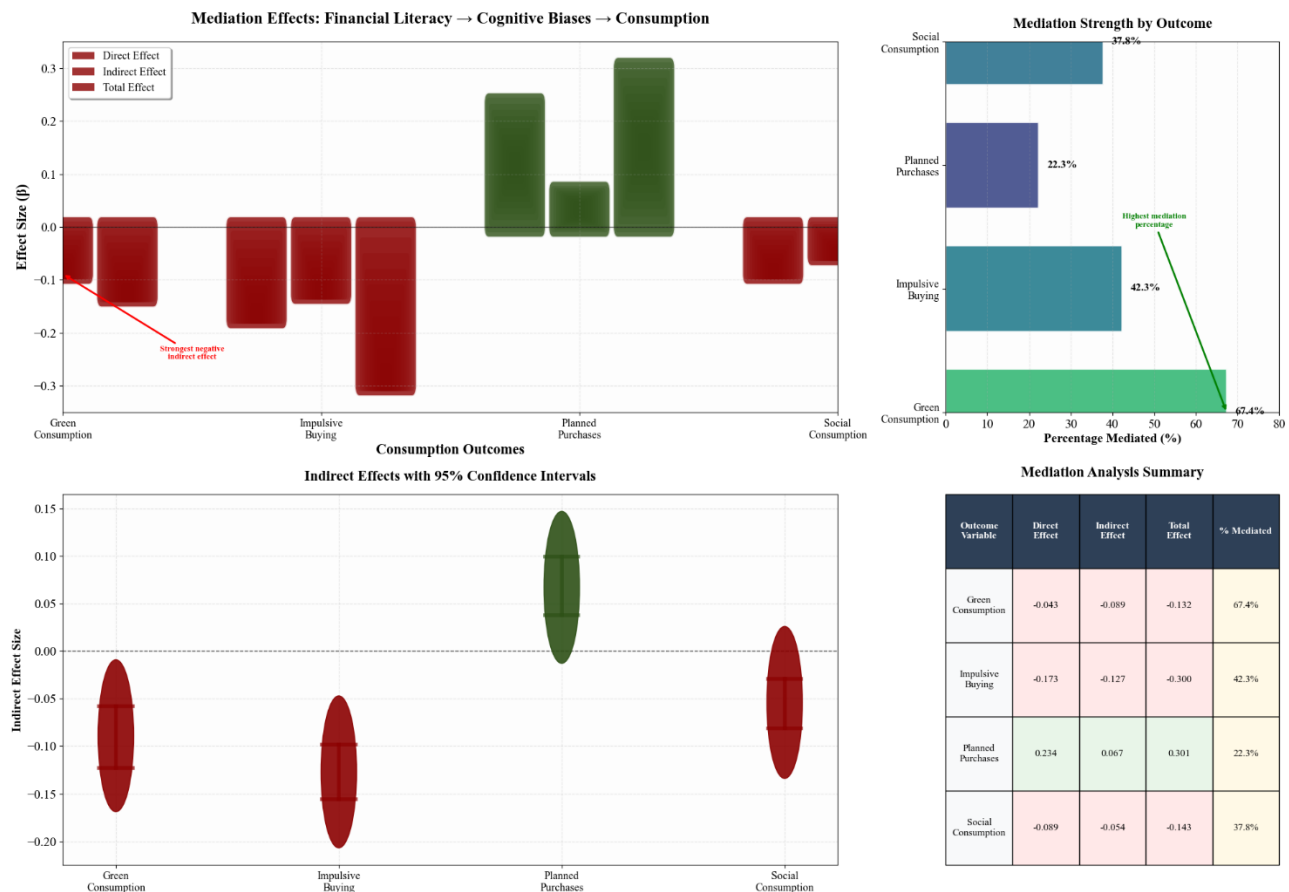 Mediation Effects: Financial Literacy → Cognitive Biases → Consumption
Direct Effect
Indirect Effect
Total Effect
Effect Size (β)
0.3
0.2
0.1
0.0
−0.1
−0.2
−0.3
Strongest negative
indirect effect
Green
Consumption
Impulsive
Buying
Planned
Purchases
Social
Consumption
Consumption Outcomes
Mediation Strength by Outcome
Social
Consumption
37.8%
Planned
Purchases
22.3%
Highest mediation
percentage
Impulsive
Buying
42.3%
Green
Consumption
67.4%
0 10 20 30 40 50 60 70 80
Percentage Mediated (%)
Indirect Effects with 95% Confidence Intervals
Indirect Effect Size
0.15
0.10
0.05
0.00
−0.05
−0.10
−0.15
−0.20
Green
Consumption
Impulsive
Buying
Planned
Purchases
Social
Consumption
Mediation Analysis Summary
Outcome
Variable
Direct
Effect
Indirect
Effect
Total
Effect
% Mediated
Green
Consumption
-0.043 -0.089 -0.132 67.4%
Impulsive
Buying
-0.173 -0.127 -0.300 42.3%
Planned
Purchases
0.234 0.067 0.301 22.3%
Social
Consumption
-0.089 -0.054 -0.143 37.8%